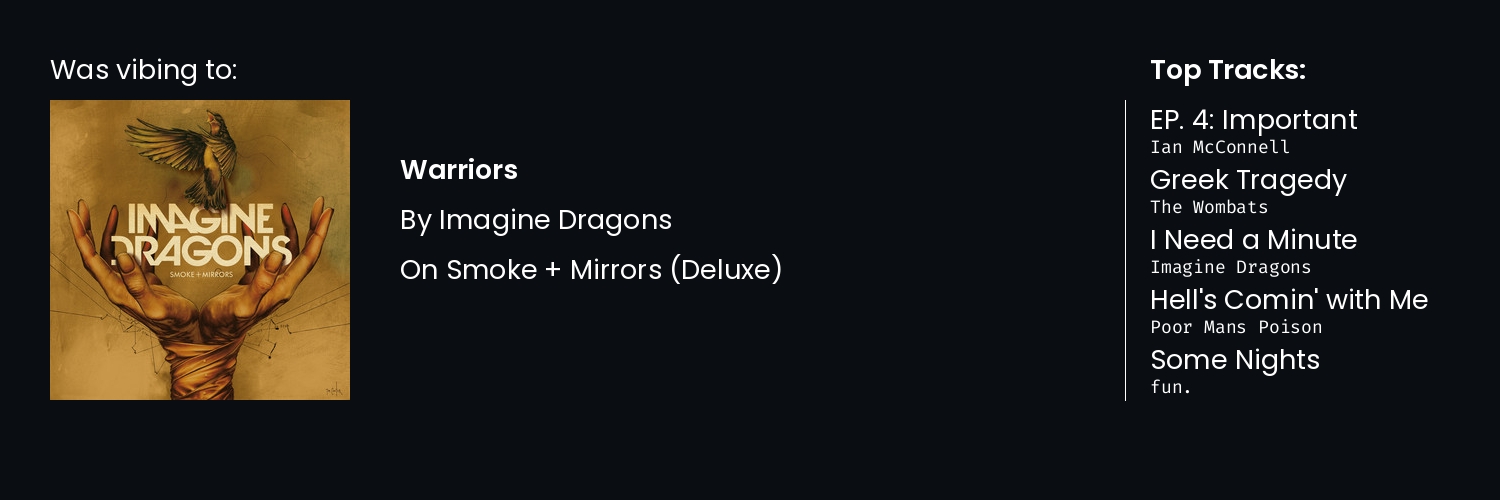 Was vibing to:
IMAGINE
DRAGONS
SMOKE + MIRRORS
Warriors
By Imagine Dragons
On Smoke + Mirrors (Deluxe)
Top Tracks:
EP. 4: Important
Ian McConnell
Greek Tragedy
The Wombats
I Need a Minute
Imagine Dragons
Hell's Comin' with Me
Poor Mans Poison
Some Nights
fun.